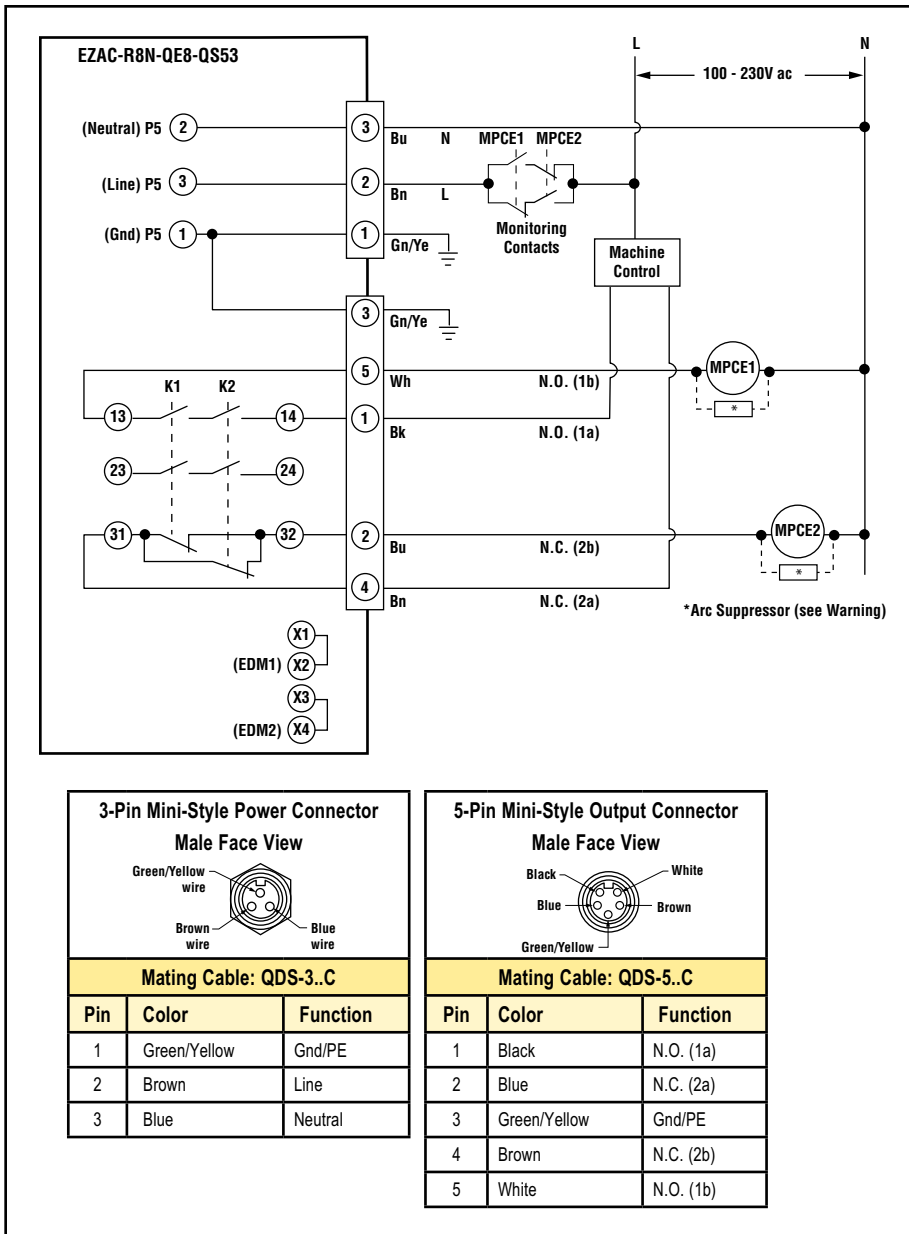 EZAC-R8N-QE8-QS53
L
N
100 - 230V ac
(Neutral) P5 2
3
Bu N
MPCE1 MPCE2
(Line) P5 3
2
Bn L
Monitoring
Contacts
(Gnd) P5 1
1
Gn/Ye
Machine
Control
3
Gn/Ye
5
Wh N.O. (1b)
MPCE1
*
K1 K2
13 14
1
Bk N.O. (1a)
23 24
31 32
2
Bu N.C. (2b)
MPCE2
*
4
Bn N.C. (2a)
*Arc Suppressor (see Warning)
X1
(EDM1) X2
X3
(EDM2) X4
3-Pin Mini-Style Power Connector
Male Face View
Green/Yellow
wire
Brown
wire
Blue
wire
Mating Cable: QDS-3..C
Pin Color Function
1 Green/Yellow Gnd/PE
2 Brown Line
3 Blue Neutral
5-Pin Mini-Style Output Connector
Male Face View
Black White
Blue Brown
Green/Yellow
Mating Cable: QDS-5..C
Pin Color Function
1 Black N.O. (1a)
2 Blue N.C. (2a)
3 Green/Yellow Gnd/PE
4 Brown N.C. (2b)
5 White N.O. (1b)